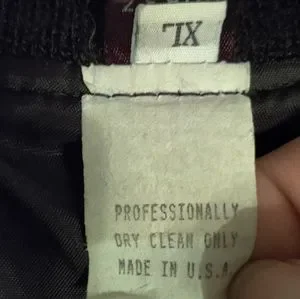 XL
PROFESSIONALLY
DRY CLEAN ONLY
MADE IN U.S.A.